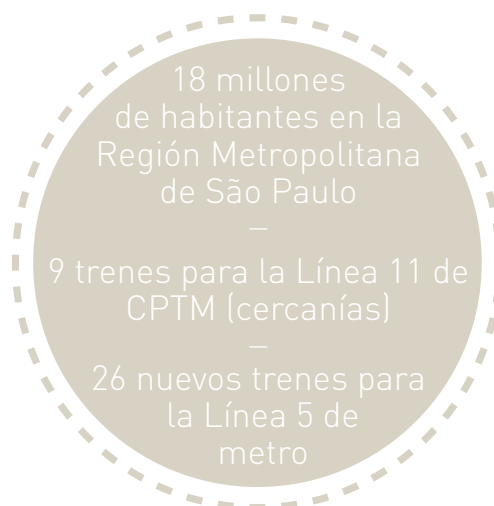 18 millones
de habitantes en la
Región Metropolitana
de São Paulo
–
9 trenes para la Línea 11 de
CPTM (cercanías)
–
26 nuevos trenes para
la Línea 5 de
metro